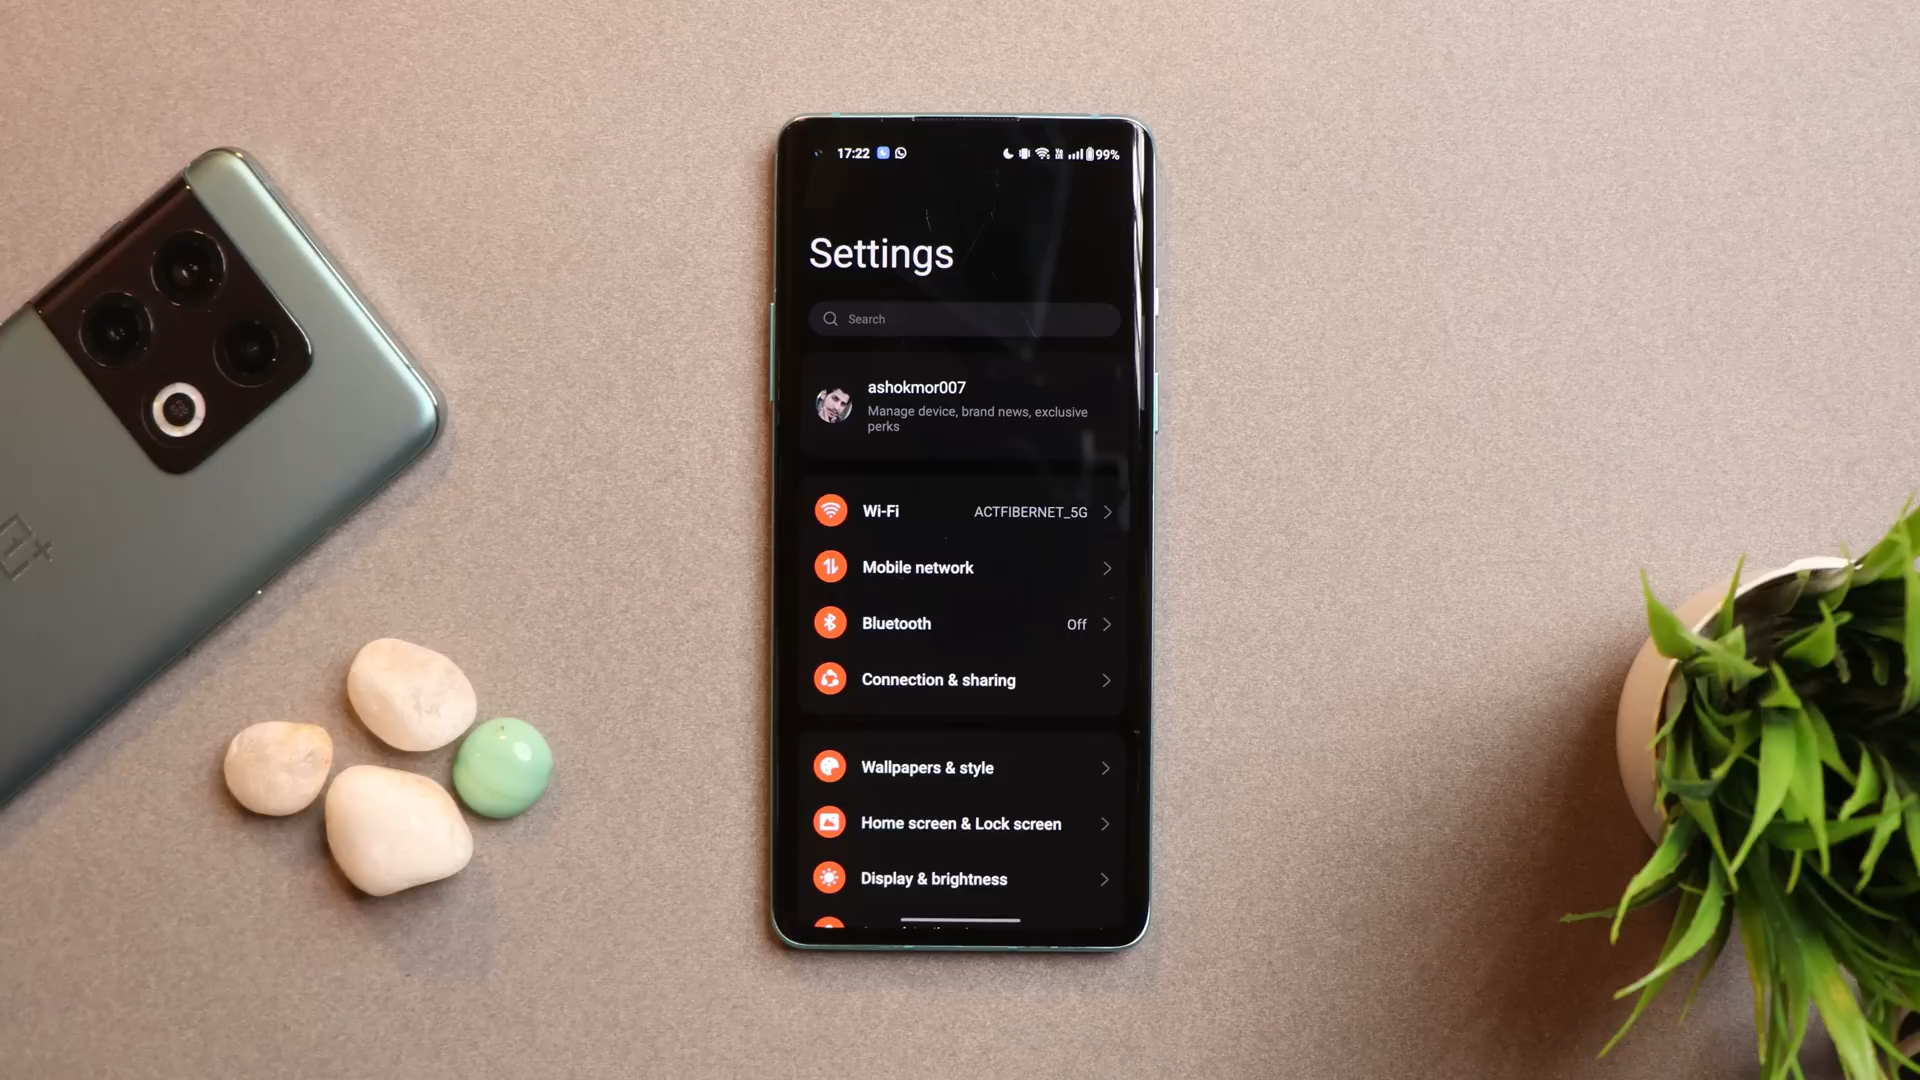 17:22
99%
Settings
Search
ashokmor007
Manage device, brand news, exclusive
perks
Wi-Fi ACTFIBERNET_5G
Mobile network
Bluetooth Off
Connection & sharing
Wallpapers & style
Home screen & Lock screen
Display & brightness